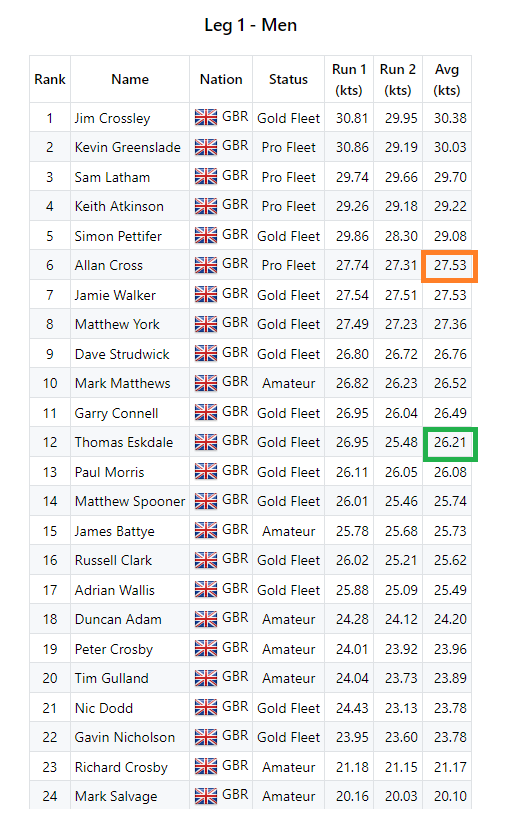 Leg 1 - Men
Rank Name Nation Status Run 1 (kts) Run 2 (kts) Avg (kts)
1 Jim Crossley GBR Gold Fleet 30.81 29.95 30.38
2 Kevin Greenslade GBR Pro Fleet 30.86 29.19 30.03
3 Sam Latham GBR Pro Fleet 29.74 29.66 29.70
4 Keith Atkinson GBR Pro Fleet 29.26 29.18 29.22
5 Simon Pettifer GBR Gold Fleet 29.86 28.30 29.08
6 Allan Cross GBR Pro Fleet 27.74 27.31 27.53
7 Jamie Walker GBR Gold Fleet 27.54 27.51 27.53
8 Matthew York GBR Gold Fleet 27.49 27.23 27.36
9 Dave Strudwick GBR Gold Fleet 26.80 26.72 26.76
10 Mark Matthews GBR Amateur 26.82 26.23 26.52
11 Garry Connell GBR Gold Fleet 26.95 26.04 26.49
12 Thomas Eskdale GBR Gold Fleet 26.95 25.48 26.21
13 Paul Morris GBR Gold Fleet 26.11 26.05 26.08
14 Matthew Spooner GBR Gold Fleet 26.01 25.46 25.74
15 James Battye GBR Amateur 25.78 25.68 25.73
16 Russell Clark GBR Gold Fleet 26.02 25.21 25.62
17 Adrian Wallis GBR Gold Fleet 25.88 25.09 25.49
18 Duncan Adam GBR Amateur 24.28 24.12 24.20
19 Peter Crosby GBR Amateur 24.01 23.92 23.96
20 Tim Gulland GBR Amateur 24.04 23.73 23.89
21 Nic Dodd GBR Gold Fleet 24.43 23.13 23.78
22 Gavin Nicholson GBR Gold Fleet 23.95 23.60 23.78
23 Richard Crosby GBR Amateur 21.18 21.15 21.17
24 Mark Salvage GBR Amateur 20.16 20.03 20.10